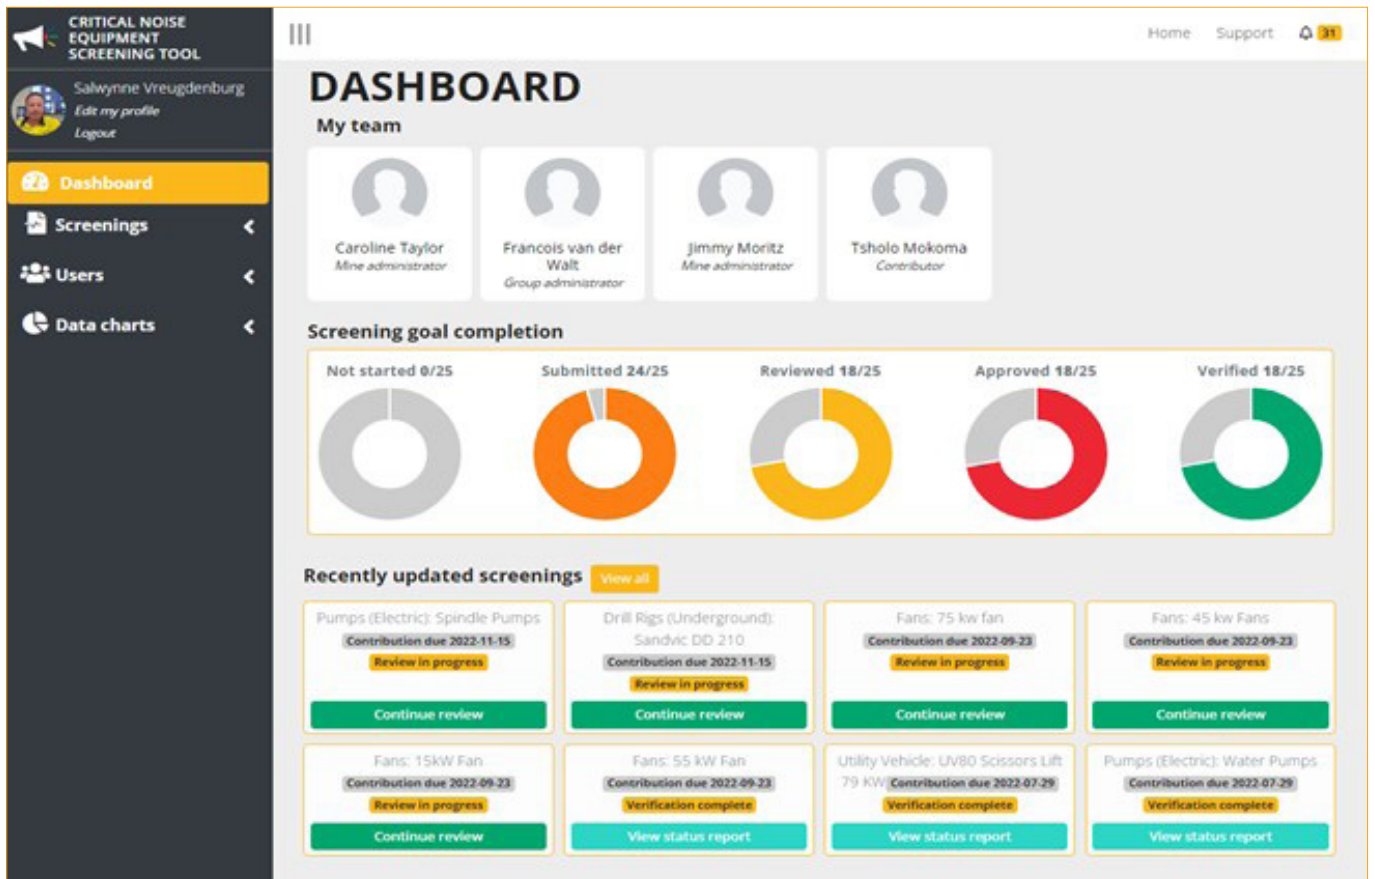 CRITICAL NOISE
EQUIPMENT
SCREENING TOOL
Home Support 31
Salwynne Vreugdenburg
Edit my profile
Logout
Dashboard
Screenings
Users
Data charts
DASHBOARD
My team
Caroline Taylor
Mine administrator
Francois van der
Walt
Group administrator
Jimmy Moritz
Mine administrator
Tsholo Mokoma
Contributor
Screening goal completion
Not started 0/25
Submitted 24/25
Reviewed 18/25
Approved 18/25
Verified 18/25
Recently updated screenings View all
Pumps (Electric): Spindle Pumps
Contribution due 2022-11-15
Review in progress
Continue review
Drill Rigs (Underground):
Sandvic DD 210
Contribution due 2022-11-15
Review in progress
Continue review
Fans: 75 kw fan
Contribution due 2022-09-23
Review in progress
Continue review
Fans: 45 kw Fans
Contribution due 2022-09-23
Review in progress
Continue review
Fans: 15kW Fan
Contribution due 2022-09-23
Review in progress
Continue review
Fans: 55 kW Fan
Contribution due 2022-09-23
Verification complete
View status report
Utility Vehicle: UV80 Scissors Lift
79 KW Contribution due 2022-07-29
Verification complete
View status report
Pumps (Electric): Water Pumps
Contribution due 2022-07-29
Verification complete
View status report